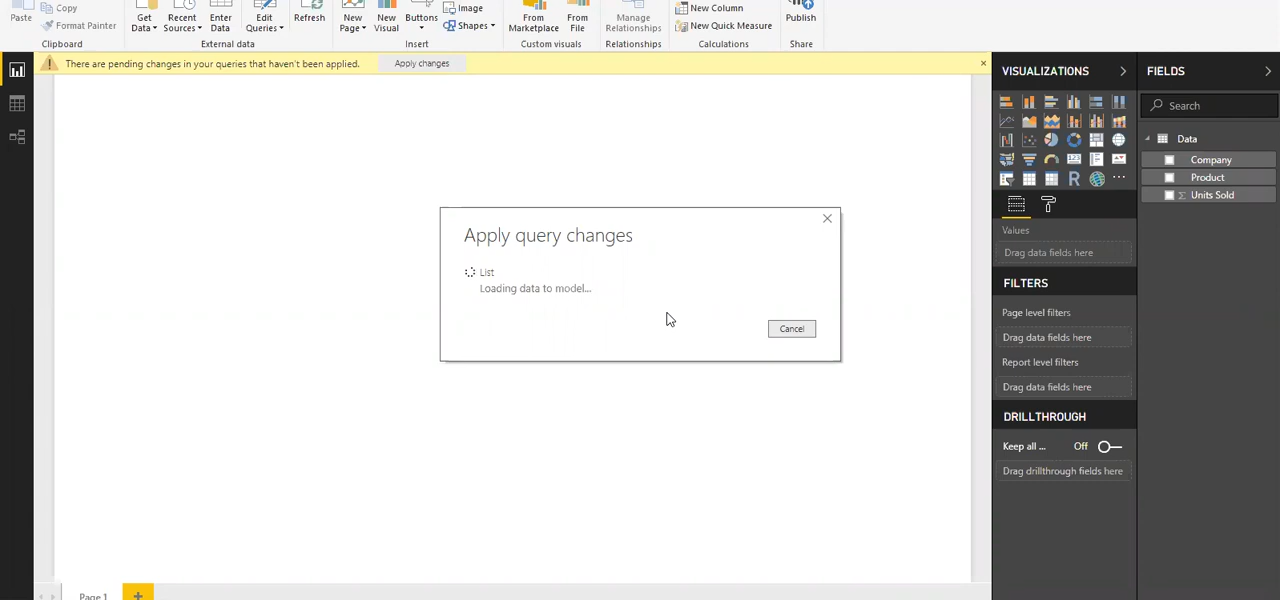 Paste
Copy
Format Painter
Clipboard
Get Data
Recent Sources
Enter Data
Edit Queries
Refresh
External data
New Page
New Visual
Buttons
Image
Shapes
Insert
From Marketplace
From File
Custom visuals
Manage Relationships
Relationships
New Column
New Quick Measure
Calculations
Publish
Share
There are pending changes in your queries that haven't been applied.
Apply changes
VISUALIZATIONS
FIELDS
Search
Data
Company
Product
Σ Units Sold
R
Values
Drag data fields here
FILTERS
Page level filters
Drag data fields here
Report level filters
Drag data fields here
DRILLTHROUGH
Keep all ...
Off
Drag drillthrough fields here
Apply query changes
List
Loading data to model...
Cancel
Page 1